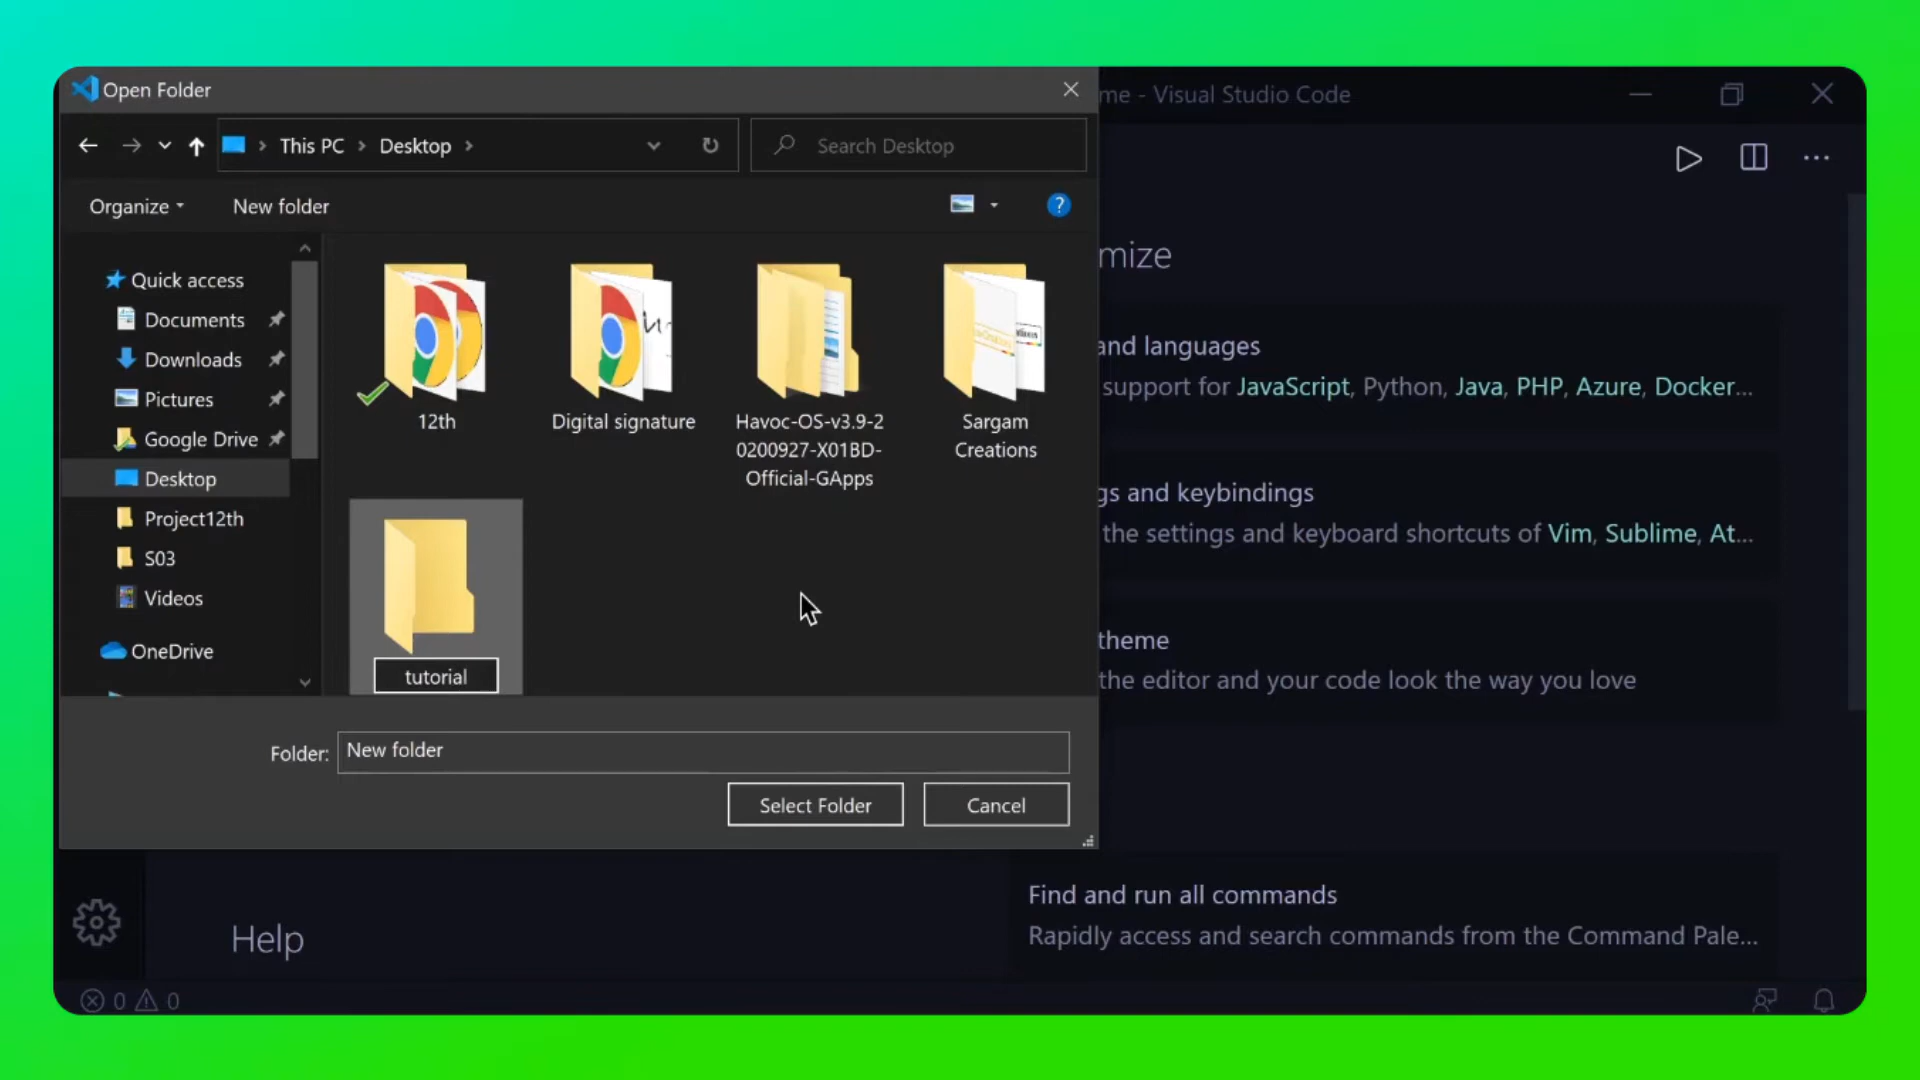 Open Folder
me - Visual Studio Code
This PC > Desktop >
Search Desktop
Organize
New folder
?
Quick access
Documents
Downloads
Pictures
Google Drive
Desktop
Project12th
S03
Videos
OneDrive
12th
Digital signature
Havoc-OS-v3.9-2
0200927-X01BD-
Official-GApps
Sargam
Creations
tutorial
Folder:
New folder
Select Folder
Cancel
mize
and languages
support for JavaScript, Python, Java, PHP, Azure, Docker...
gs and keybindings
the settings and keyboard shortcuts of Vim, Sublime, At...
theme
the editor and your code look the way you love
Help
Find and run all commands
Rapidly access and search commands from the Command Pale...
0 0